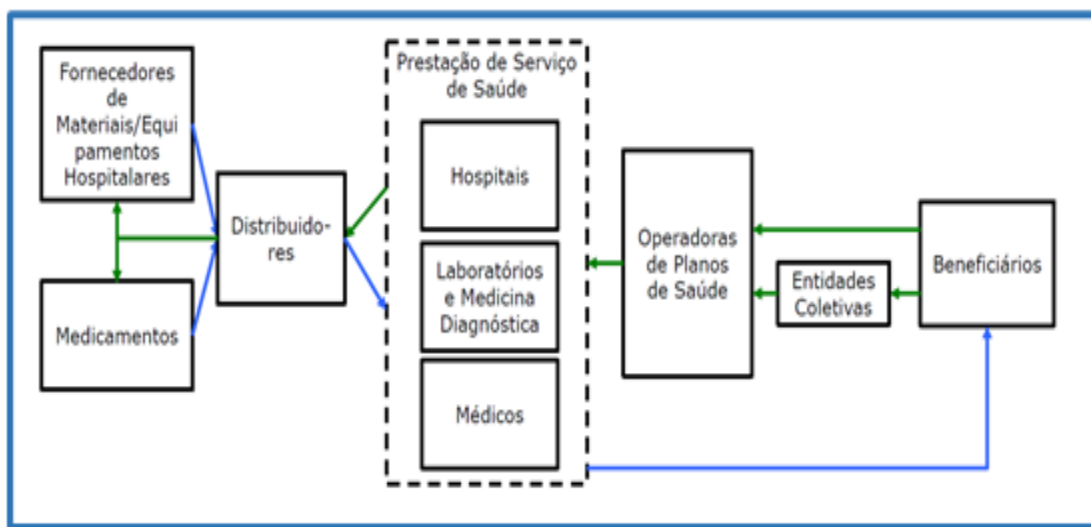 Fornecedores
de
Materiais/Equi
pamentos
Hospitalares
Medicamentos
Distribuido-
res
Prestação de Serviço
de Saúde
Hospitais
Laboratórios
e Medicina
Diagnóstica
Médicos
Operadoras
de Planos
de Saúde
Entidades
Coletivas
Beneficiários